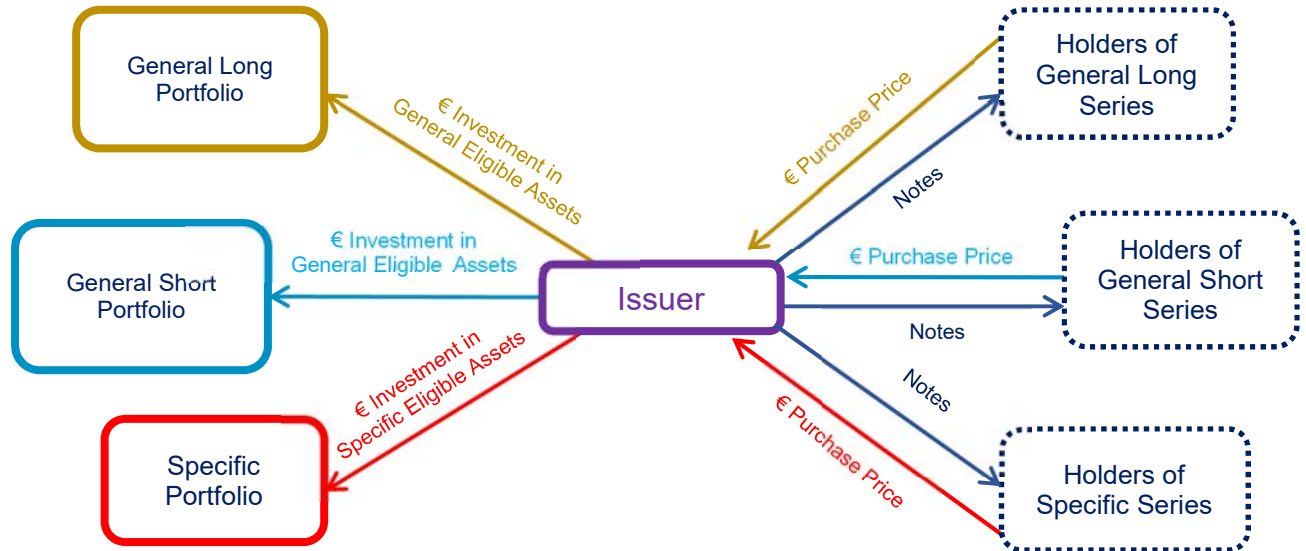 General Long
Portfolio
€ Investment in
General Eligible Assets
€ Purchase Price
Notes
Holders of
General Long
Series
General Short
Portfolio
€ Investment in
General Eligible Assets
Issuer
€ Purchase Price
Notes
Holders of
General Short
Series
Specific
Portfolio
€ Investment in
Specific Eligible Assets
Notes
€ Purchase Price
Holders of
Specific Series